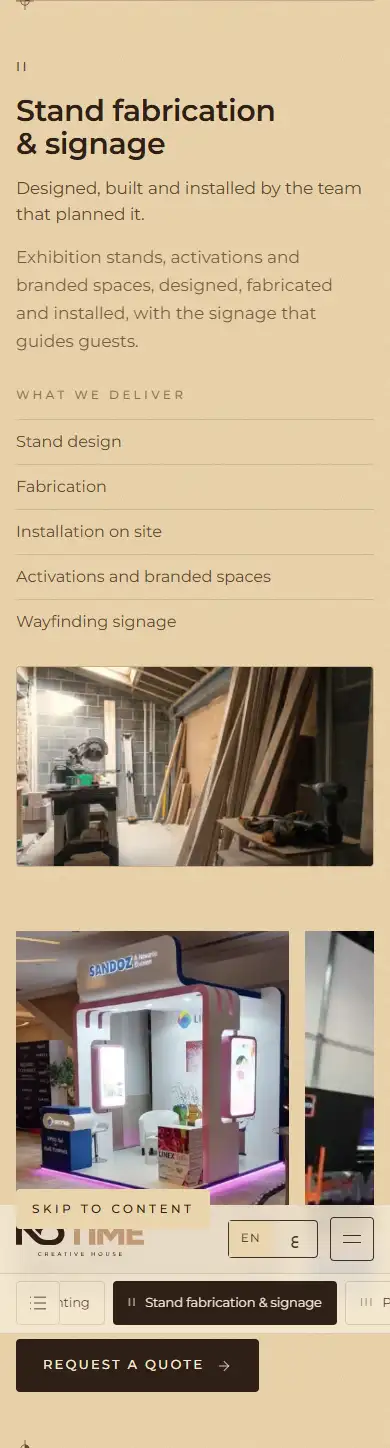 II
Stand fabrication
& signage
Designed, built and installed by the team
that planned it.
Exhibition stands, activations and
branded spaces, designed, fabricated
and installed, with the signage that
guides guests.
WHAT WE DELIVER
Stand design
Fabrication
Installation on site
Activations and branded spaces
Wayfinding signage
SANDOZ
SKIP TO CONTENT
TIME
CREATIVE HOUSE
EN
ع
nting
II Stand fabrication & signage
III P
REQUEST A QUOTE →